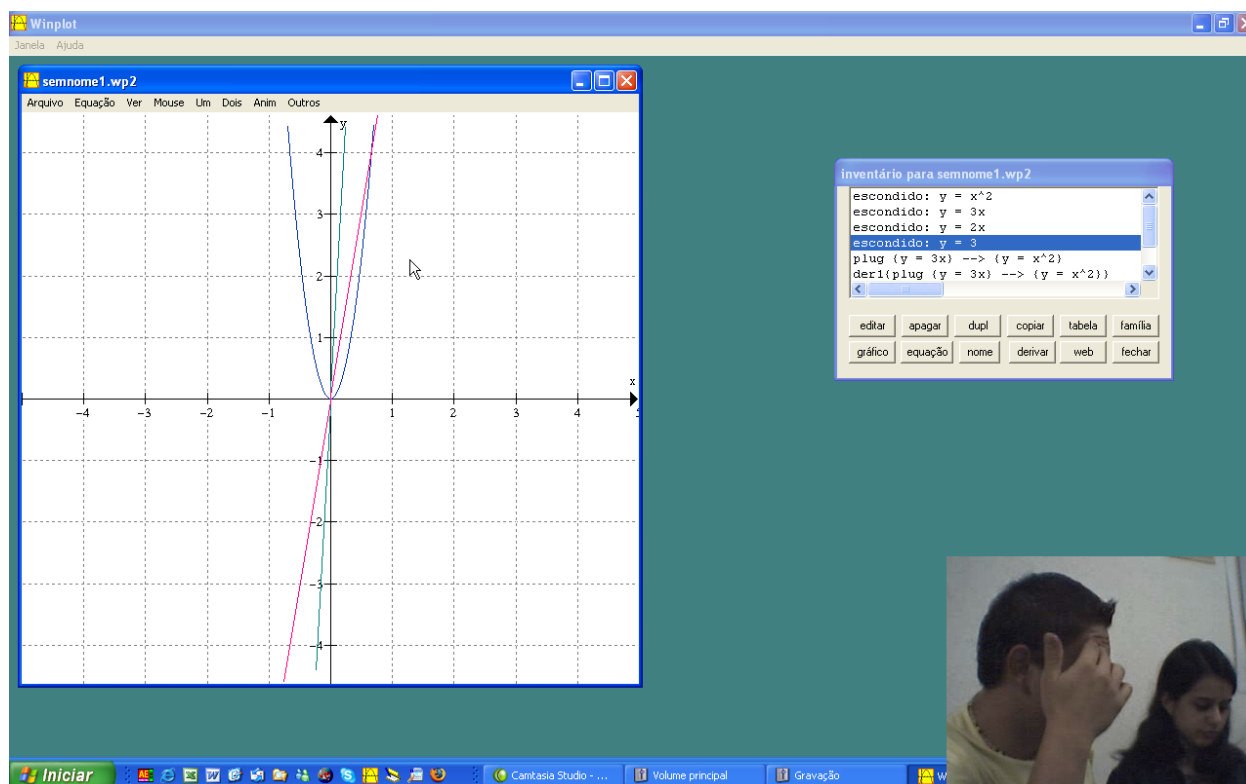 Winplot
Janela Ajuda
semnome1.wp2
Arquivo Equação Ver Mouse Um Dois Anim Outros
y
4
3
2
1
x
-4 -3 -2 -1 1 2 3 4
-1
-2
-3
-4
inventário para semnome1.wp2
escondido: y = x^2
escondido: y = 3x
escondido: y = 2x
escondido: y = 3
plug {y = 3x} --> {y = x^2}
der1{plug {y = 3x} --> {y = x^2}}
editar apagar dupl copiar tabela família
gráfico equação nome derivar web fechar
Iniciar
Camtasia Studio - ...
Volume principal
Gravação